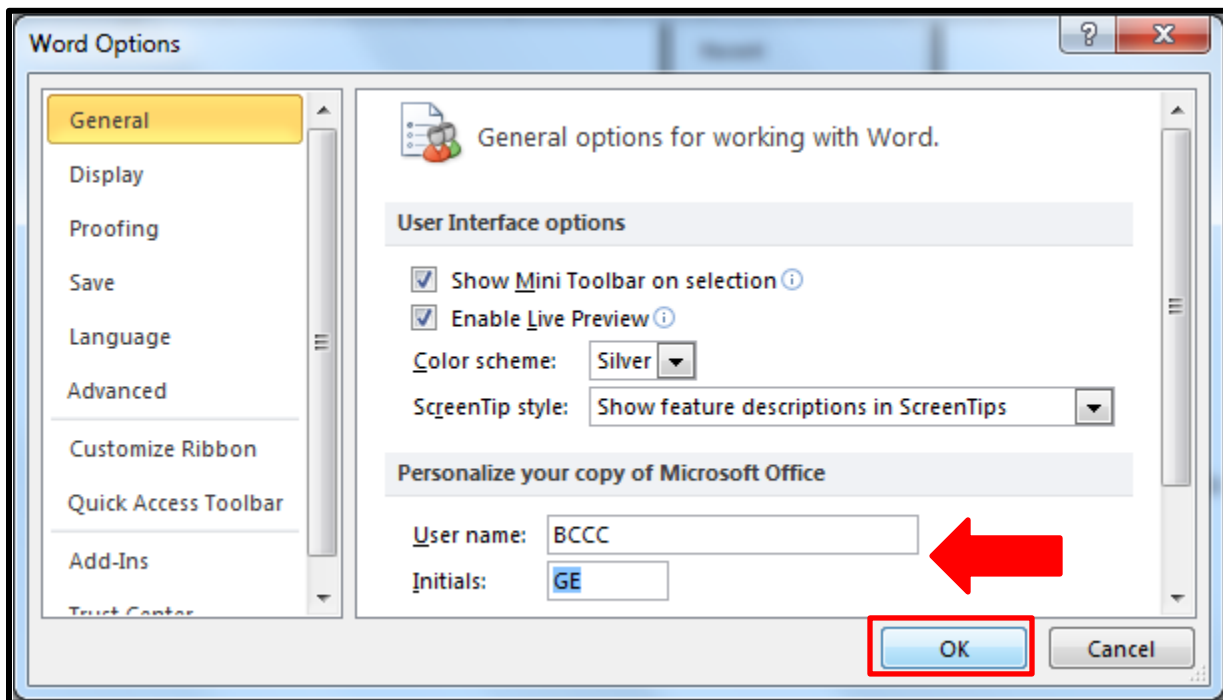 Word Options
General
Display
Proofing
Save
Language
Advanced
Customize Ribbon
Quick Access Toolbar
Add-Ins
Trust Center
General options for working with Word.
User Interface options
Show Mini Toolbar on selection
Enable Live Preview
Color scheme: Silver
ScreenTip style: Show feature descriptions in ScreenTips
Personalize your copy of Microsoft Office
User name: BCCC
Initials: GE
OK Cancel